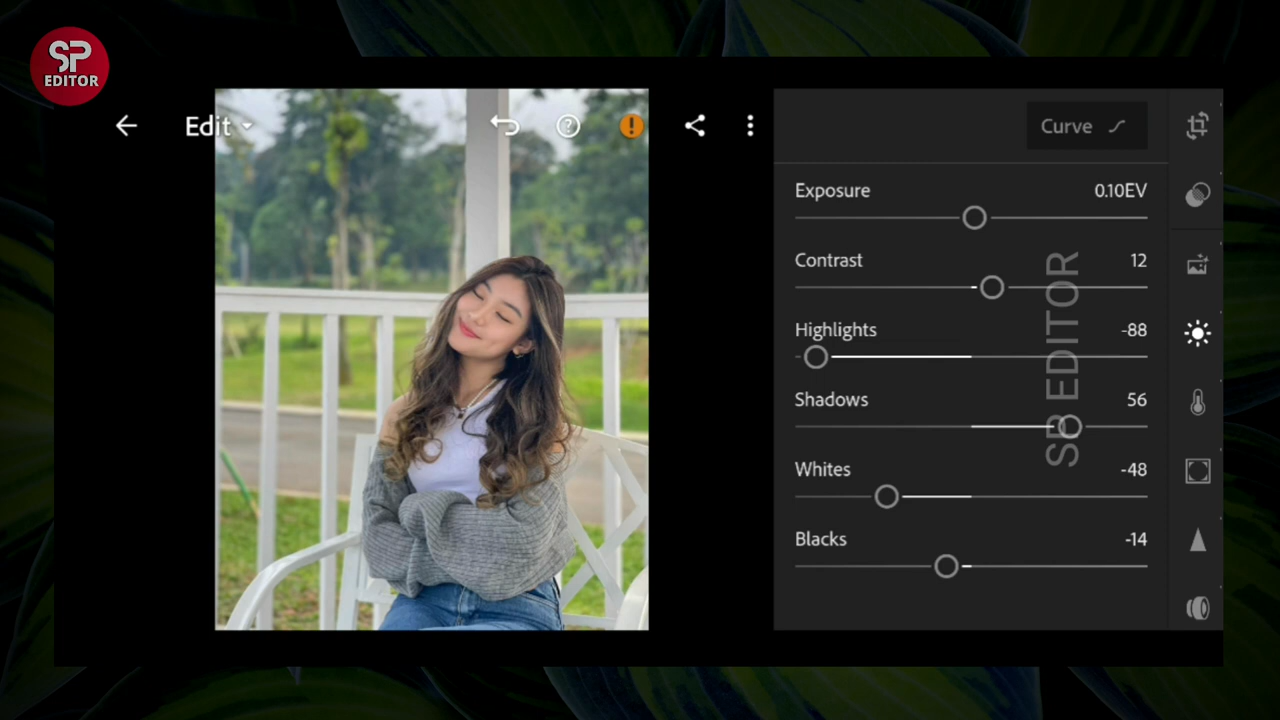 SP
EDITOR
Edit
Curve
Exposure 0.10EV
Contrast 12
Highlights -88
Shadows 56
Whites -48
Blacks -14
SP EDITOR